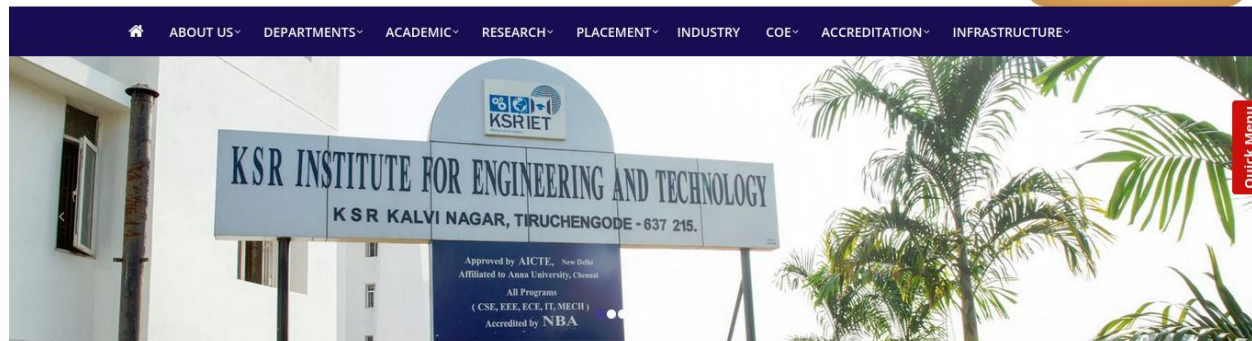 ABOUT US DEPARTMENTS ACADEMIC RESEARCH PLACEMENT INDUSTRY COE ACCREDITATION INFRASTRUCTURE
Quick Menu
KSRIET
KSR INSTITUTE FOR ENGINEERING AND TECHNOLOGY
KSR KALVI NAGAR, TIRUCHENGODE - 637 215.
Approved by AICTE, New Delhi
Affiliated to Anna University, Chennai
All Programs
( CSE, EEE, ECE, IT, MECH )
Accredited by NBA